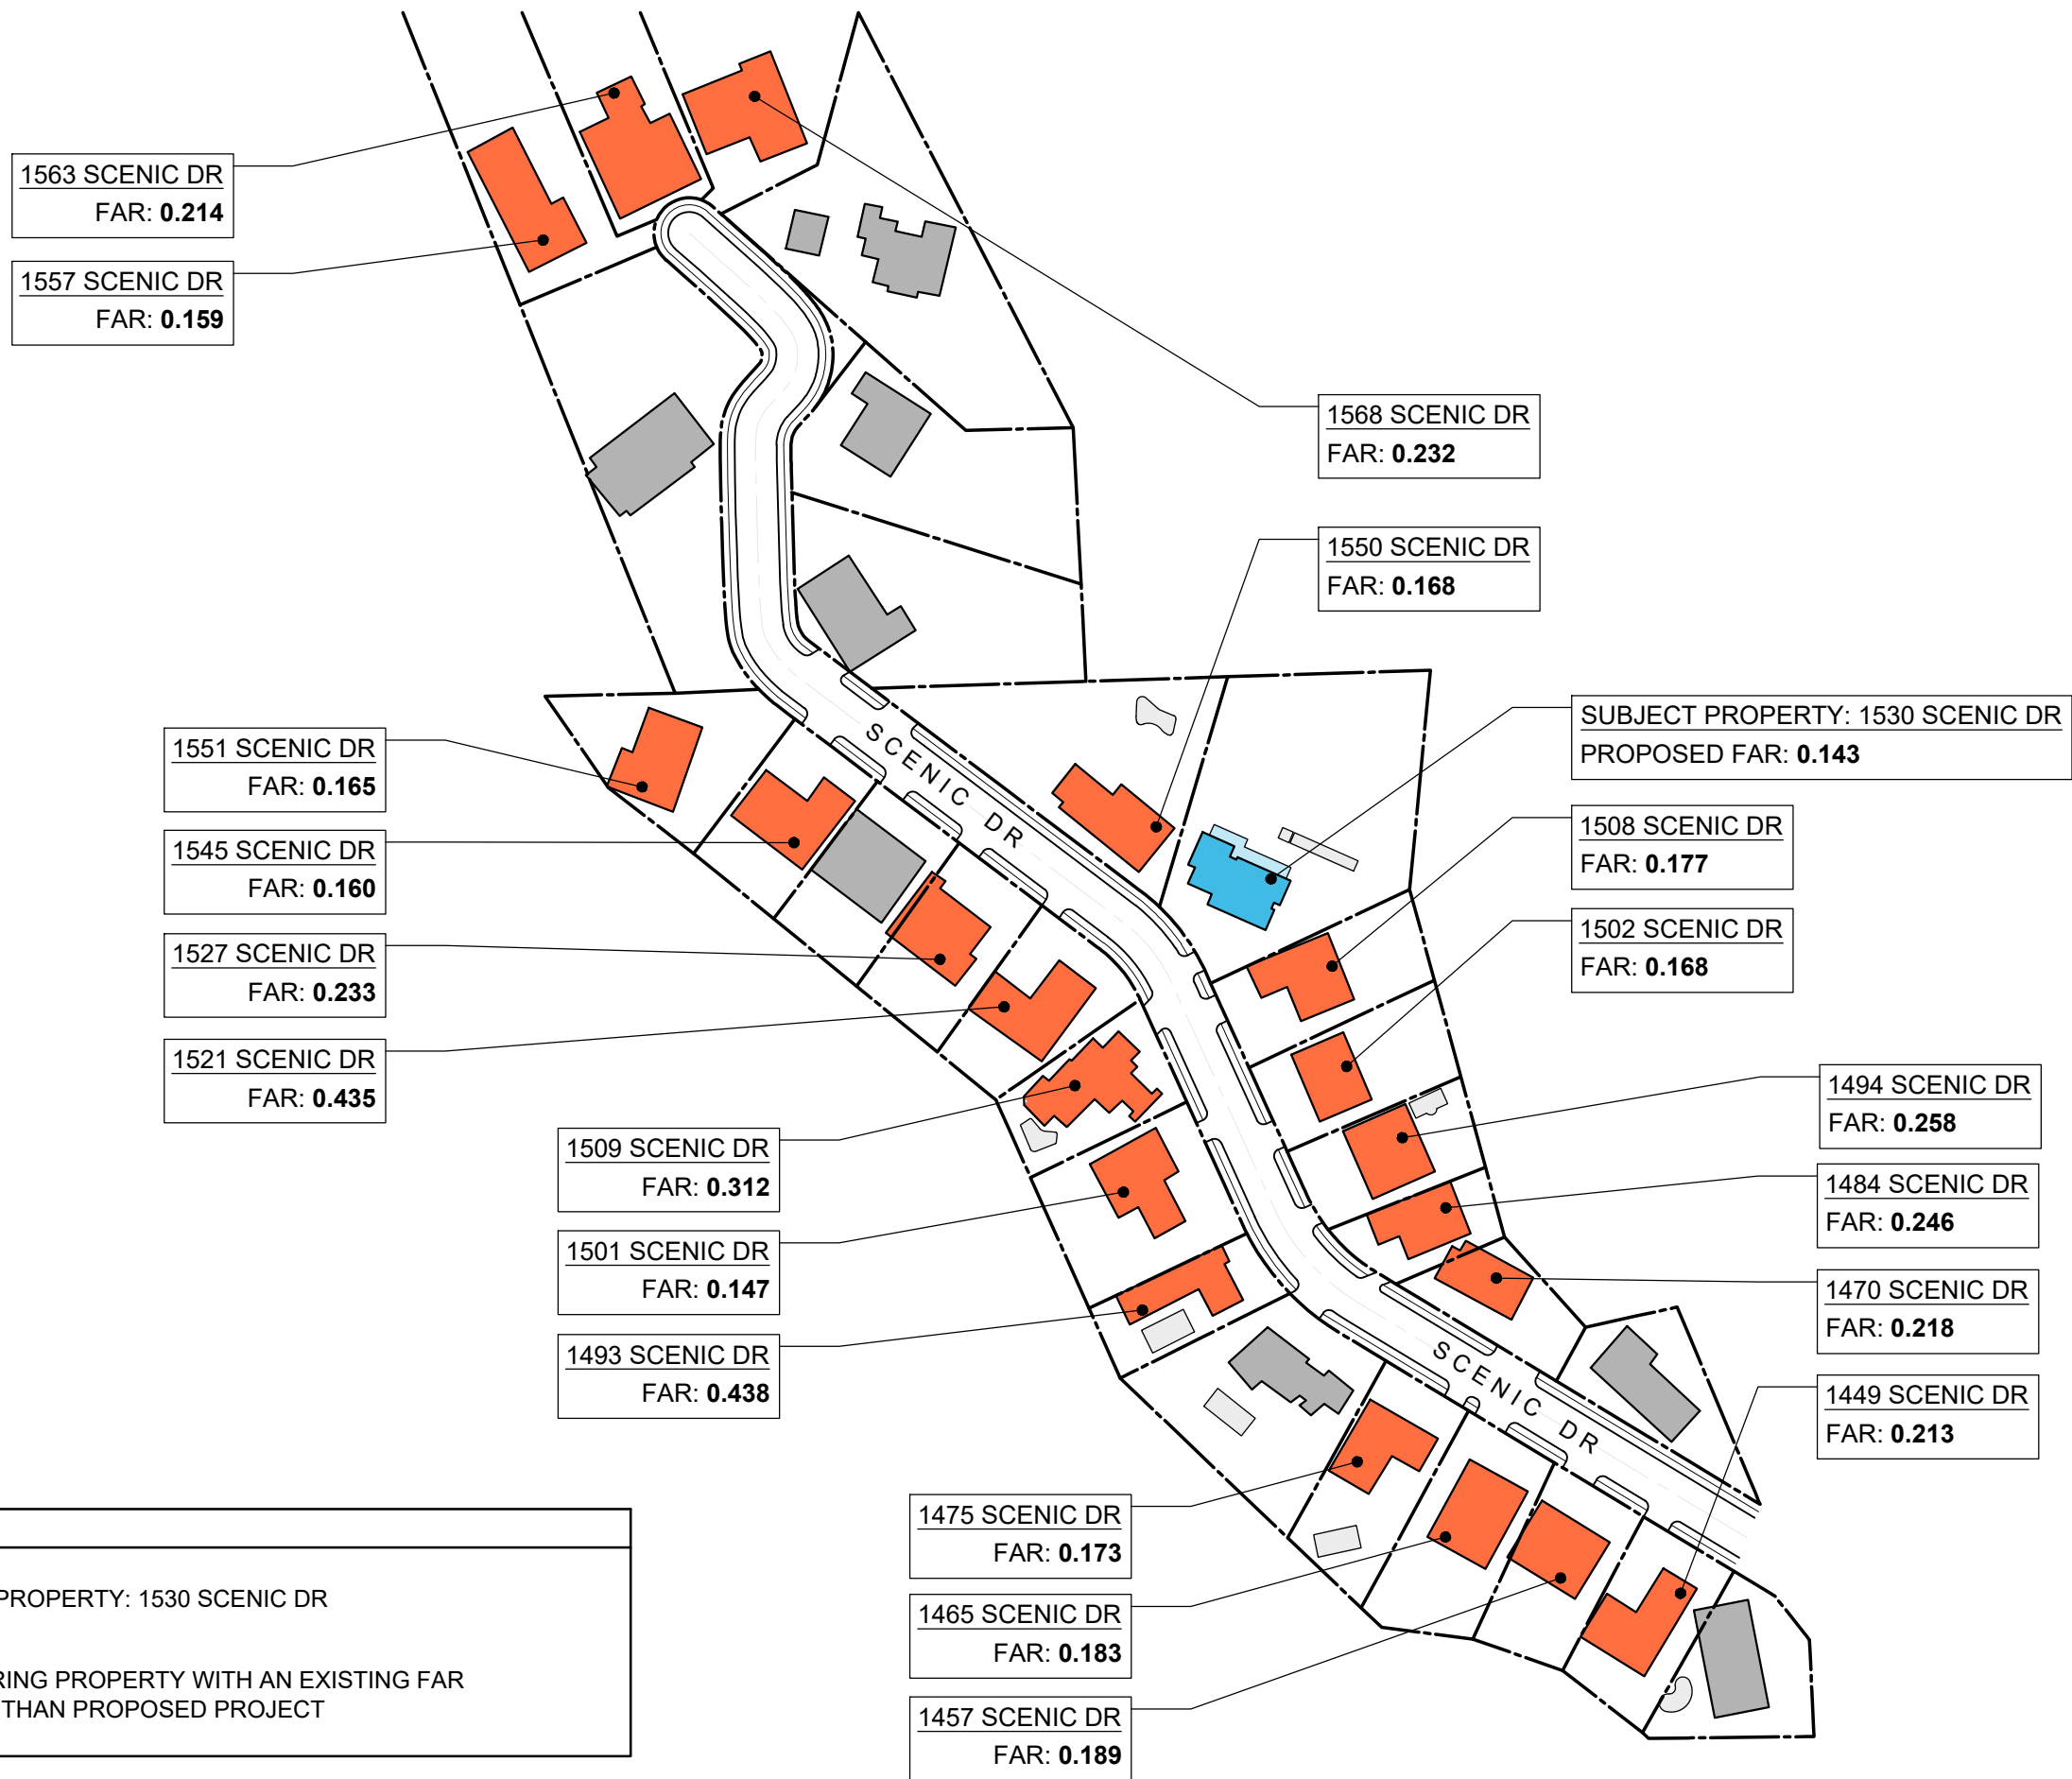 1563 SCENIC DR
FAR: 0.214
1557 SCENIC DR
FAR: 0.159
1568 SCENIC DR
FAR: 0.232
1550 SCENIC DR
FAR: 0.168
SUBJECT PROPERTY: 1530 SCENIC DR
PROPOSED FAR: 0.143
1551 SCENIC DR
FAR: 0.165
SCENIC DR
1508 SCENIC DR
FAR: 0.177
1545 SCENIC DR
FAR: 0.160
1502 SCENIC DR
FAR: 0.168
1527 SCENIC DR
FAR: 0.233
1521 SCENIC DR
FAR: 0.435
1494 SCENIC DR
FAR: 0.258
1509 SCENIC DR
FAR: 0.312
1484 SCENIC DR
FAR: 0.246
1501 SCENIC DR
FAR: 0.147
1470 SCENIC DR
FAR: 0.218
1493 SCENIC DR
FAR: 0.438
SCENIC DR
1449 SCENIC DR
FAR: 0.213
1475 SCENIC DR
FAR: 0.173
1465 SCENIC DR
FAR: 0.183
1457 SCENIC DR
FAR: 0.189
PROPERTY: 1530 SCENIC DR
RING PROPERTY WITH AN EXISTING FAR
THAN PROPOSED PROJECT